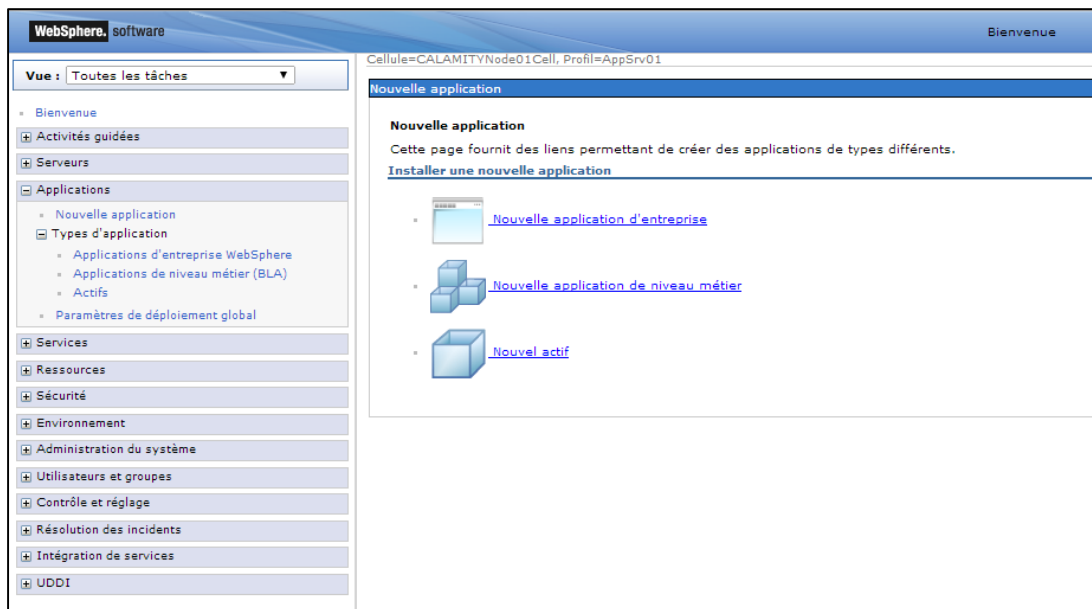 WebSphere. software
Bienvenue
Vue : Toutes les tâches
Cellule=CALAMITYNode01Cell, Profil=AppSrv01
Nouvelle application
Bienvenue
Activités guidées
Serveurs
Applications
Nouvelle application
Types d'application
Applications d'entreprise WebSphere
Applications de niveau métier (BLA)
Actifs
Paramètres de déploiement global
Services
Ressources
Sécurité
Environnement
Administration du système
Utilisateurs et groupes
Contrôle et réglage
Résolution des incidents
Intégration de services
UDDI
Nouvelle application
Cette page fournit des liens permettant de créer des applications de types différents.
Installer une nouvelle application
Nouvelle application d'entreprise
Nouvelle application de niveau métier
Nouvel actif